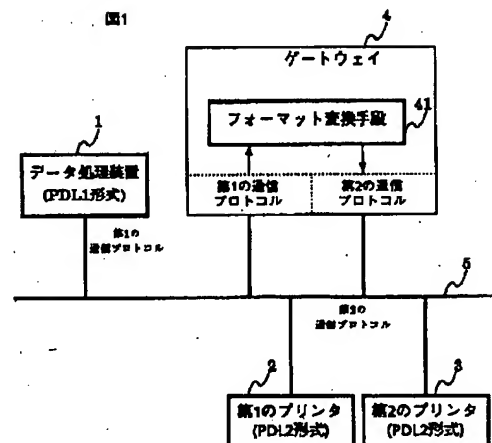 図1
4
ゲートウェイ
フォーマット変換手段
41
第1の通信
プロトコル
第2の通信
プロトコル
1
データ処理装置
(PDL1形式)
第1の
通信プロトコル
5
第2の
通信プロトコル
2
第1のプリンタ
(PDL2形式)
3
第2のプリンタ
(PDL2形式)